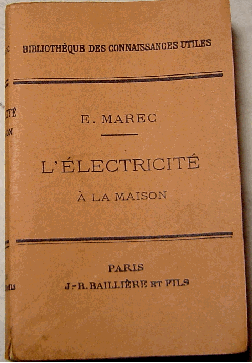 BIBLIOTHÈQUE DES CONNAISSANCES UTILES
E. MAREC
L'ÉLECTRICITÉ
À LA MAISON
PARIS
J.-B. BAILLIÈRE ET FILS